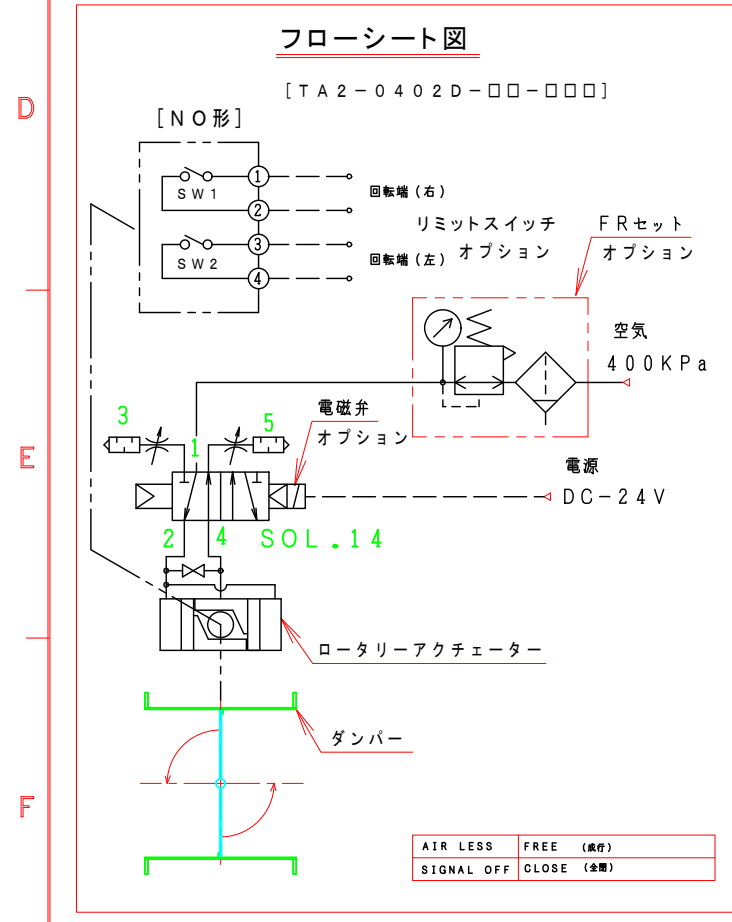 フローシート図
[TA2-0402D-□□-□□□]
D
[NO形]
1
SW1
回転端(右)
2
リミットスイッチ
オプション
FRセット
オプション
3
SW2
回転端(左)
4
空気
400KPa
電磁弁
オプション
3
5
1
E
電源
DC-24V
2
4
SOL.14
ロータリーアクチェーター
ダンパー
F
AIR LESS FREE (成行)
SIGNAL OFF CLOSE (全閉)